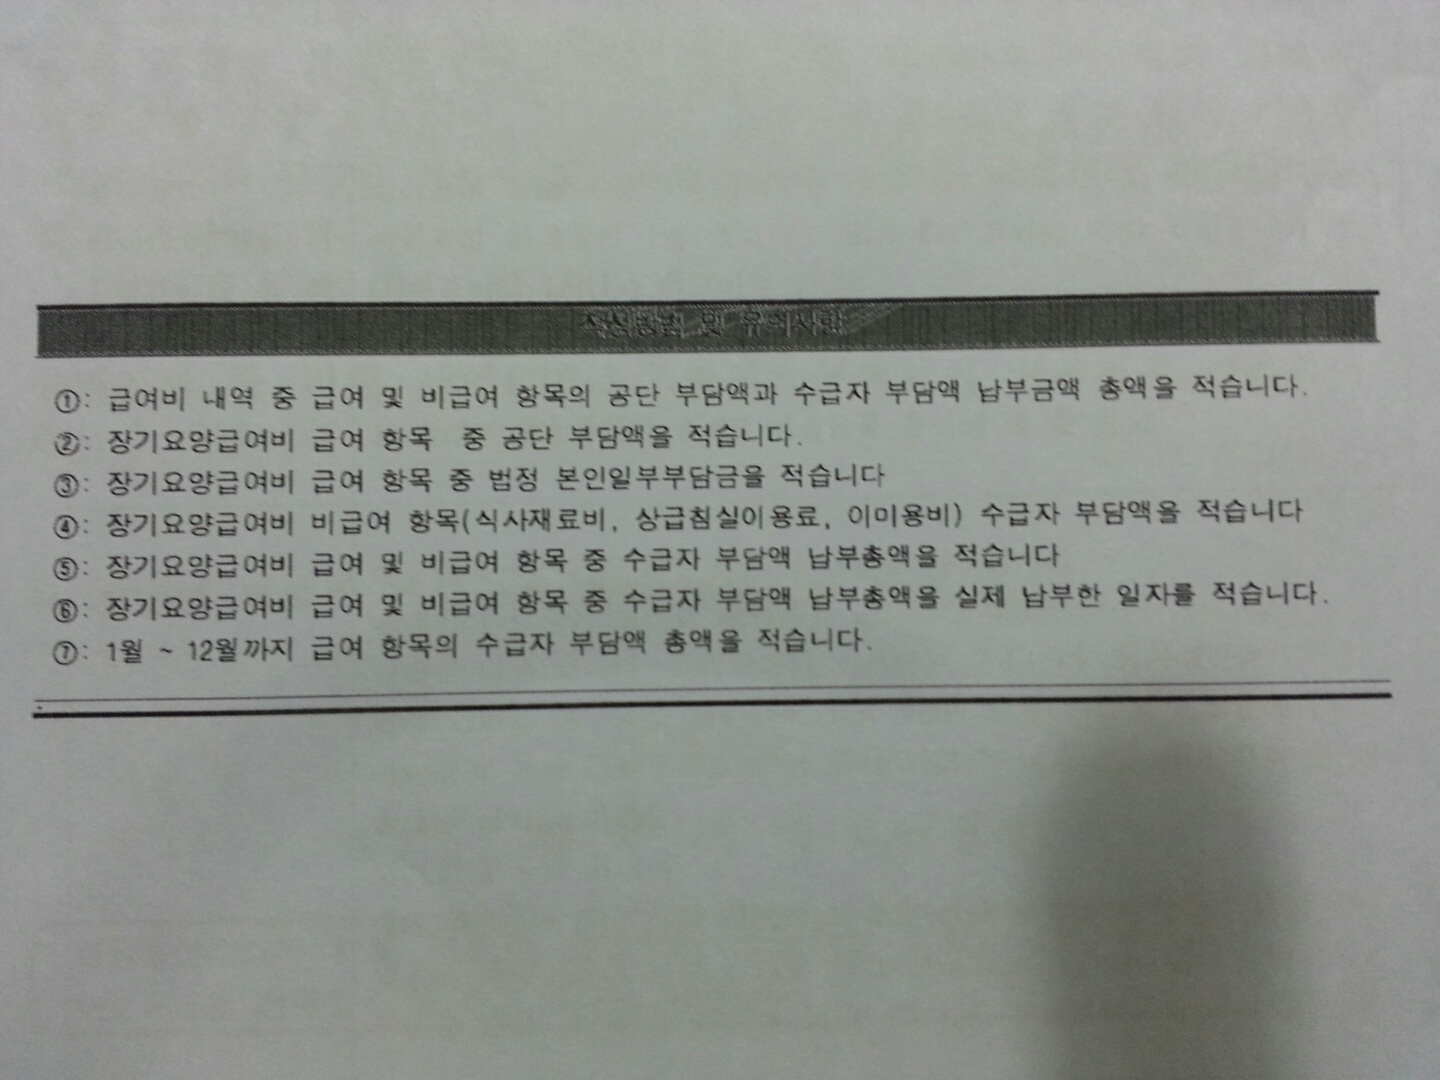 작성방법 및 유의사항
①: 급여비 내역 중 급여 및 비급여 항목의 공단 부담액과 수급자 부담액 납부금액 총액을 적습니다.
②: 장기요양급여비 급여 항목 중 공단 부담액을 적습니다.
③: 장기요양급여비 급여 항목 중 법정 본인일부부담금을 적습니다
④: 장기요양급여비 비급여 항목(식사재료비, 상급침실이용료, 이미용비) 수급자 부담액을 적습니다
⑤: 장기요양급여비 급여 및 비급여 항목 중 수급자 부담액 납부총액을 적습니다
⑥: 장기요양급여비 급여 및 비급여 항목 중 수급자 부담액 납부총액을 실제 납부한 일자를 적습니다.
⑦: 1월 ~ 12월까지 급여 항목의 수급자 부담액 총액을 적습니다.